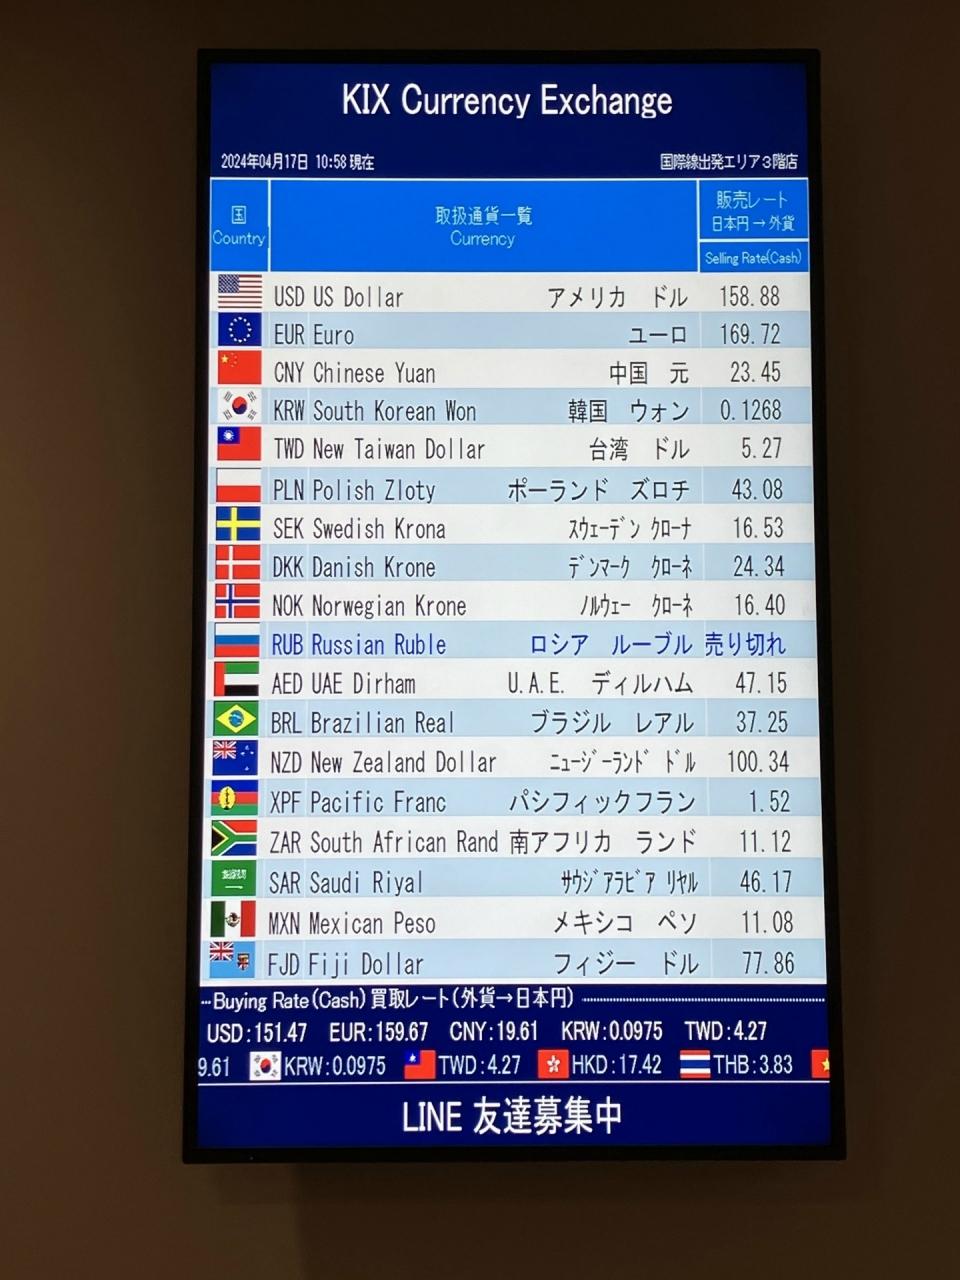 KIX Currency Exchange
2024年04月17日 10:58 現在 国際線出発エリア3階店
国 取扱通貨一覧 販売レート
Country Currency 日本円→外貨
Selling Rate(Cash)
USD US Dollar アメリカ ドル 158.88
EUR Euro ユーロ 169.72
CNY Chinese Yuan 中国 元 23.45
KRW South Korean Won 韓国 ウォン 0.1268
TWD New Taiwan Dollar 台湾 ドル 5.27
PLN Polish Zloty ポーランド ズロチ 43.08
SEK Swedish Krona ｽｳｪｰﾃﾞﾝ ｸﾛｰﾅ 16.53
DKK Danish Krone ﾃﾞﾝﾏｰｸ ｸﾛｰﾈ 24.34
NOK Norwegian Krone ﾉﾙｳｪｰ ｸﾛｰﾈ 16.40
RUB Russian Ruble ロシア ルーブル 売り切れ
AED UAE Dirham U.A.E. ディルハム 47.15
BRL Brazilian Real ブラジル レアル 37.25
NZD New Zealand Dollar ﾆｭｰｼﾞｰﾗﾝﾄﾞ ﾄﾞﾙ 100.34
XPF Pacific Franc パシフィックフラン 1.52
ZAR South African Rand 南アフリカ ランド 11.12
SAR Saudi Riyal ｻｳｼﾞｱﾗﾋﾞｱ ﾘﾔﾙ 46.17
MXN Mexican Peso メキシコ ペソ 11.08
FJD Fiji Dollar フィジー ドル 77.86
Buying Rate(Cash) 買取レート(外貨→日本円)
USD:151.47 EUR:159.67 CNY:19.61 KRW:0.0975 TWD:4.27
9.61 KRW:0.0975 TWD:4.27 HKD:17.42 THB:3.83
LINE 友達募集中